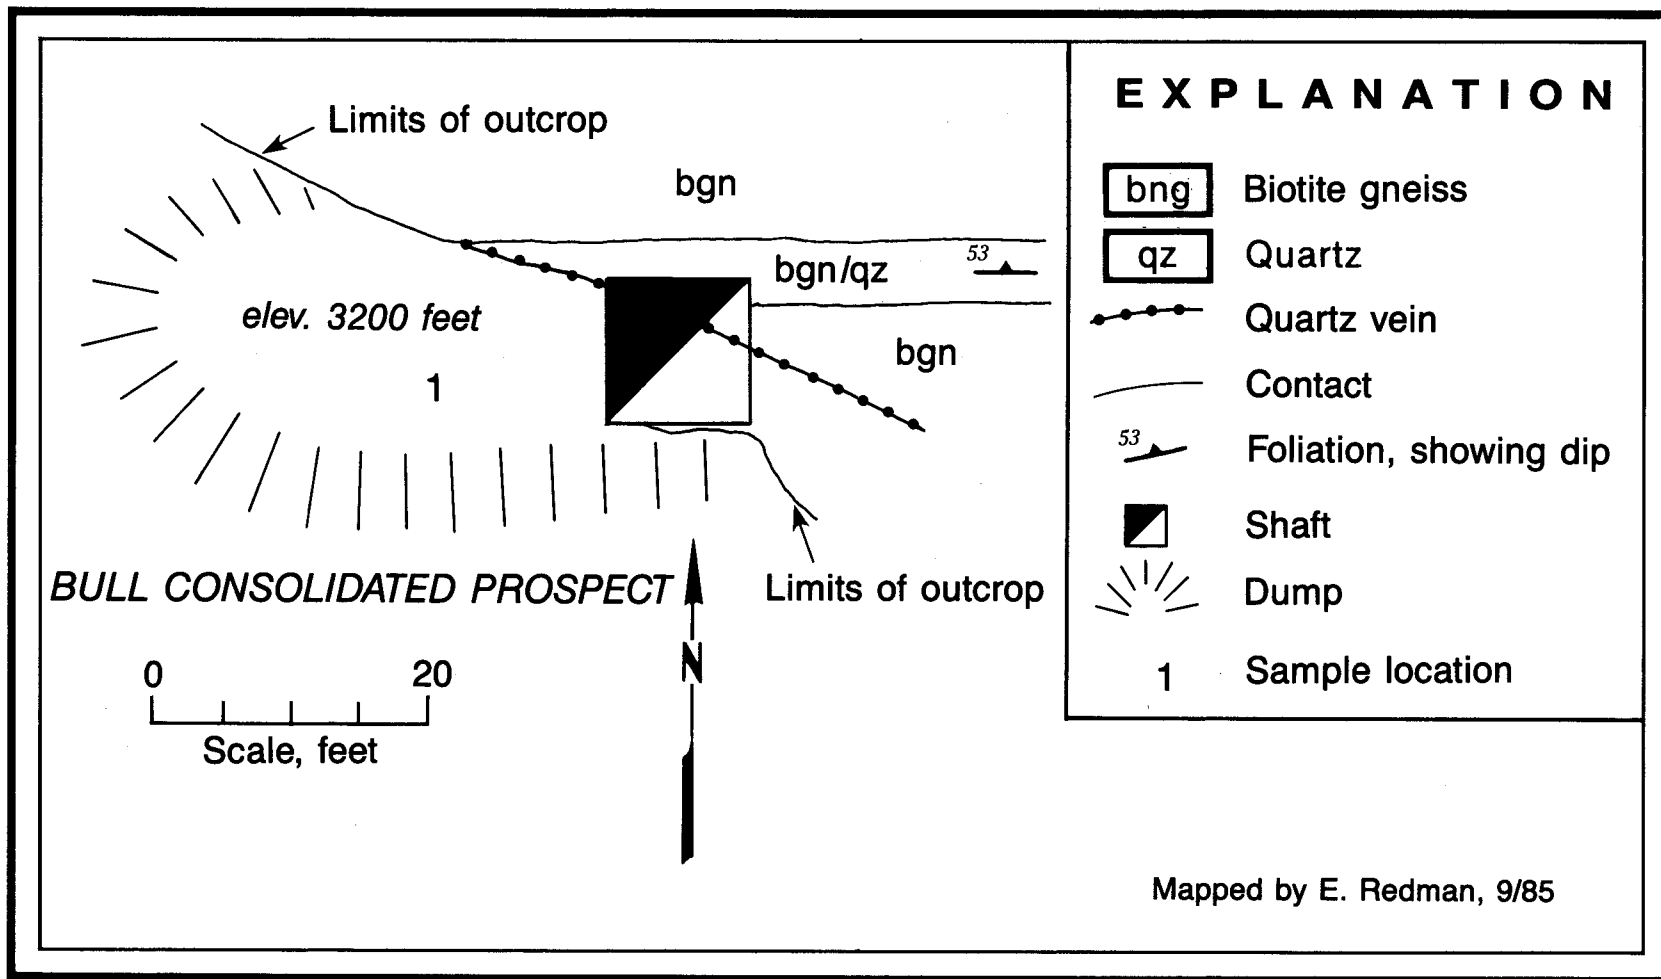 Limits of outcrop
bgn
bgn/qz
53
elev. 3200 feet
bgn
1
BULL CONSOLIDATED PROSPECT
Limits of outcrop
N
0 20
Scale, feet
EXPLANATION
bng Biotite gneiss
qz Quartz
Quartz vein
Contact
53 Foliation, showing dip
Shaft
Dump
1 Sample location
Mapped by E. Redman, 9/85